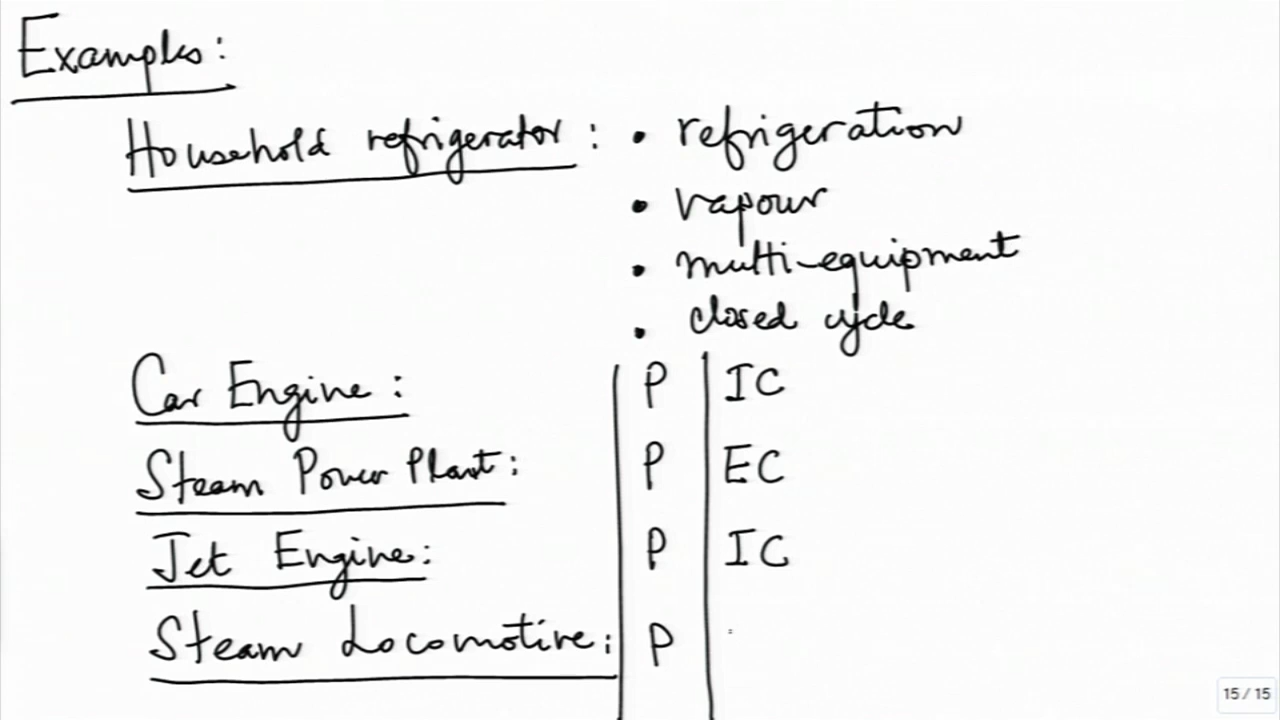 Examples:
Household refrigerator : • refrigeration
• vapour
• multi-equipment
• closed cycle
Car Engine : P IC
Steam Power Plant : P EC
Jet Engine : P IC
Steam Locomotive : P
15 / 15